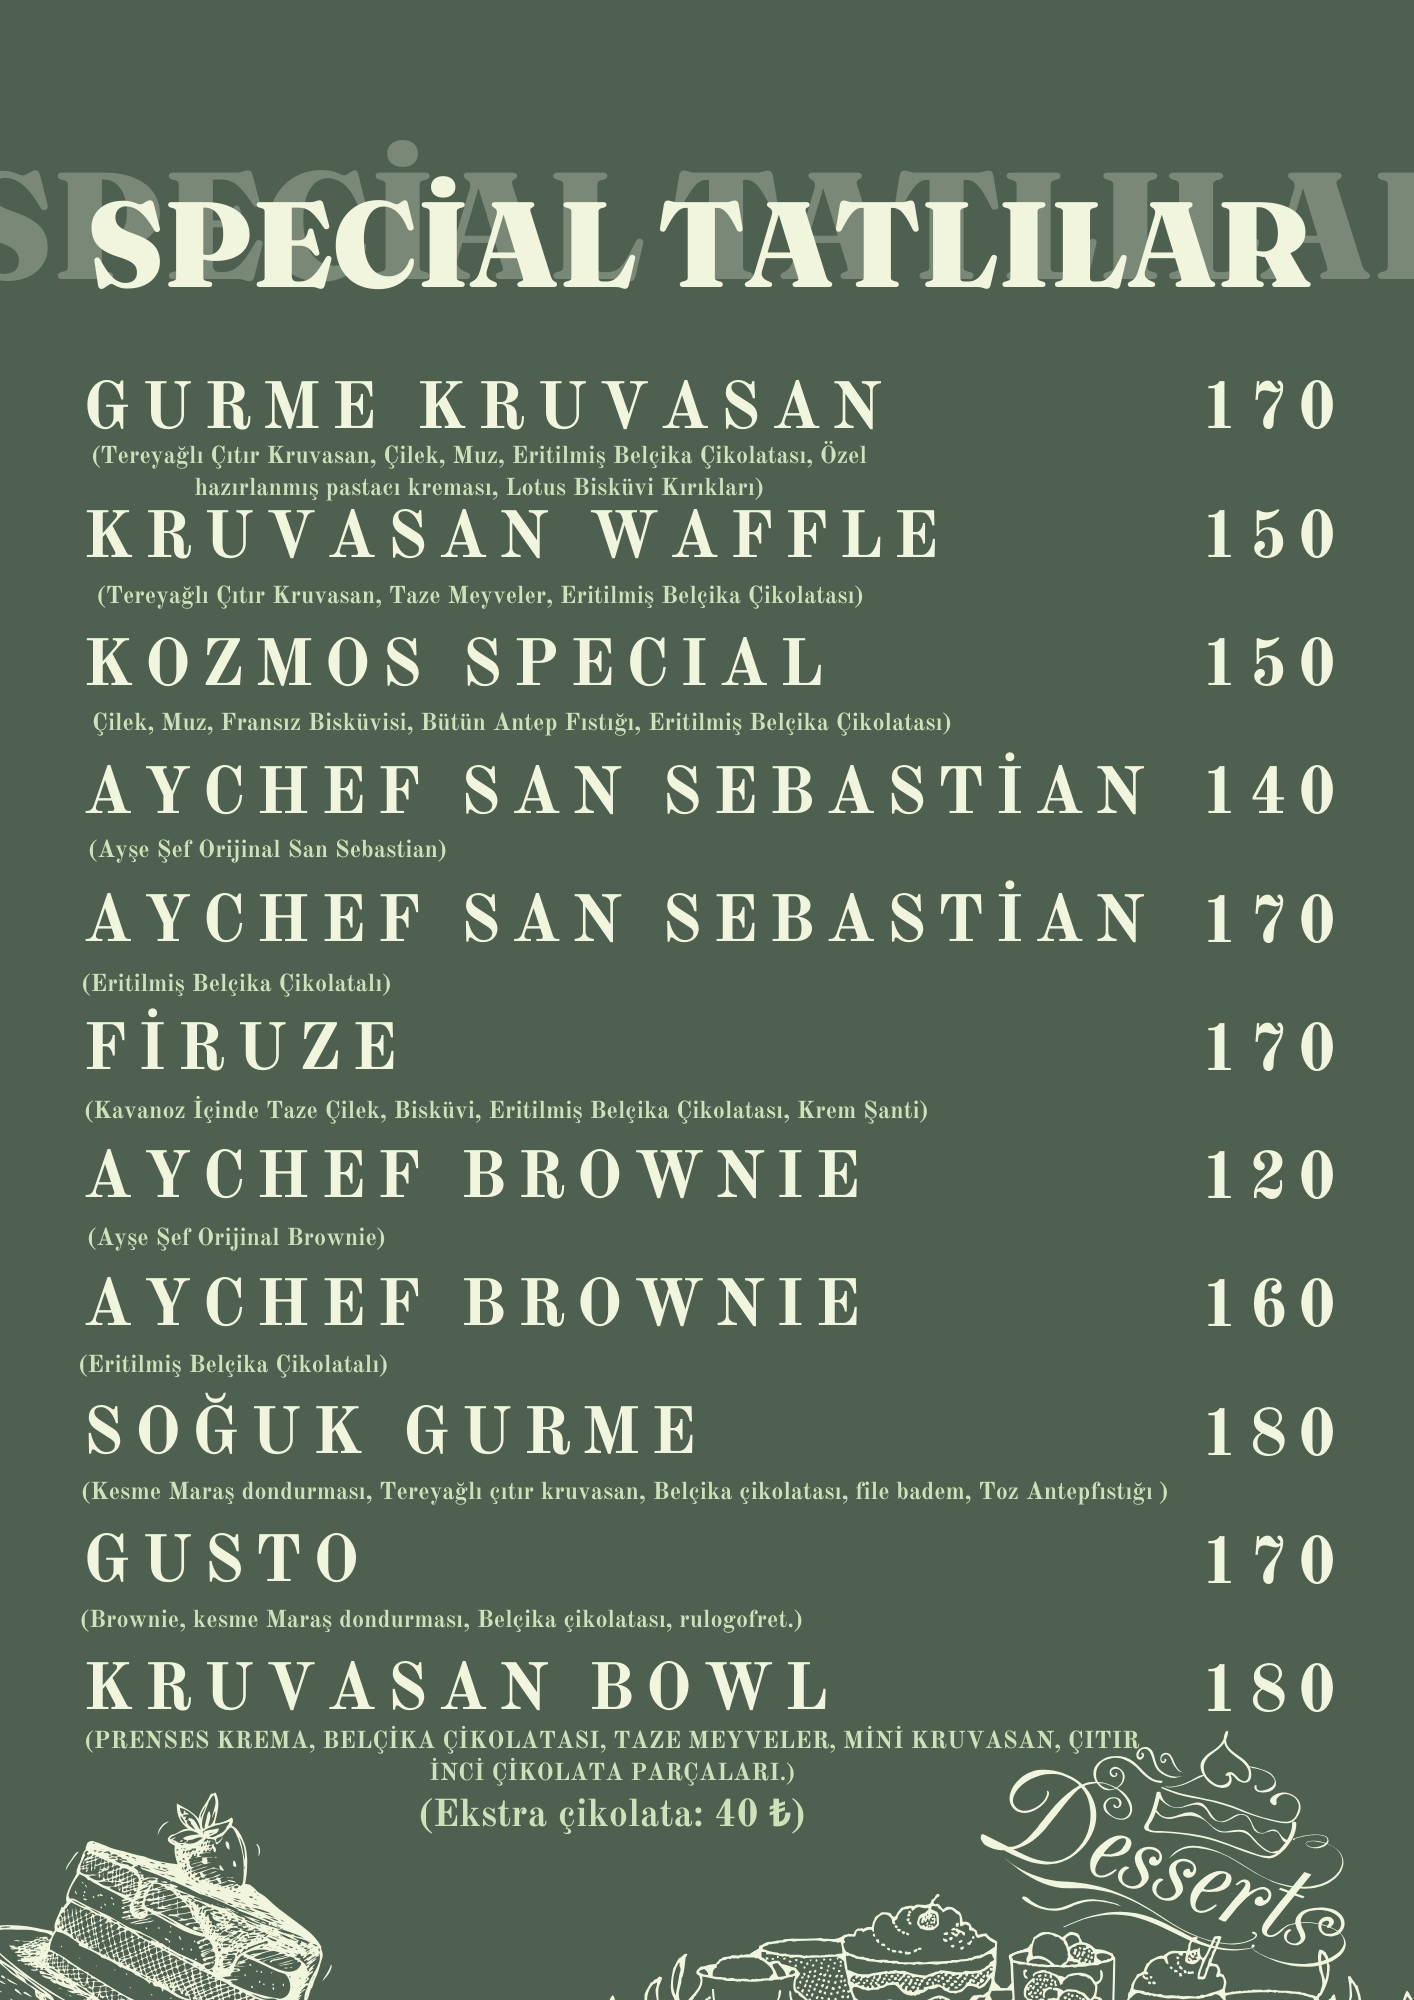 SPECİAL TATLILAR
SPECİAL TATLILAR
GURME KRUVASAN 170
(Tereyağlı Çıtır Kruvasan, Çilek, Muz, Eritilmiş Belçika Çikolatası, Özel
hazırlanmış pastacı kreması, Lotus Bisküvi Kırıkları)
KRUVASAN WAFFLE 150
(Tereyağlı Çıtır Kruvasan, Taze Meyveler, Eritilmiş Belçika Çikolatası)
KOZMOS SPECIAL 150
Çilek, Muz, Fransız Bisküvisi, Bütün Antep Fıstığı, Eritilmiş Belçika Çikolatası)
AYCHEF SAN SEBASTİAN 140
(Ayşe Şef Orijinal San Sebastian)
AYCHEF SAN SEBASTİAN 170
(Eritilmiş Belçika Çikolatalı)
FİRUZE 170
(Kavanoz İçinde Taze Çilek, Bisküvi, Eritilmiş Belçika Çikolatası, Krem Şanti)
AYCHEF BROWNIE 120
(Ayşe Şef Orijinal Brownie)
AYCHEF BROWNIE 160
(Eritilmiş Belçika Çikolatalı)
SOĞUK GURME 180
(Kesme Maraş dondurması, Tereyağlı çıtır kruvasan, Belçika çikolatası, file badem, Toz Antepfıstığı )
GUSTO 170
(Brownie, kesme Maraş dondurması, Belçika çikolatası, rulogofret.)
KRUVASAN BOWL 180
(PRENSES KREMA, BELÇİKA ÇİKOLATASI, TAZE MEYVELER, MİNİ KRUVASAN, ÇITIR
İNCİ ÇİKOLATA PARÇALARI.)
(Ekstra çikolata: 40 ₺)
Desserts